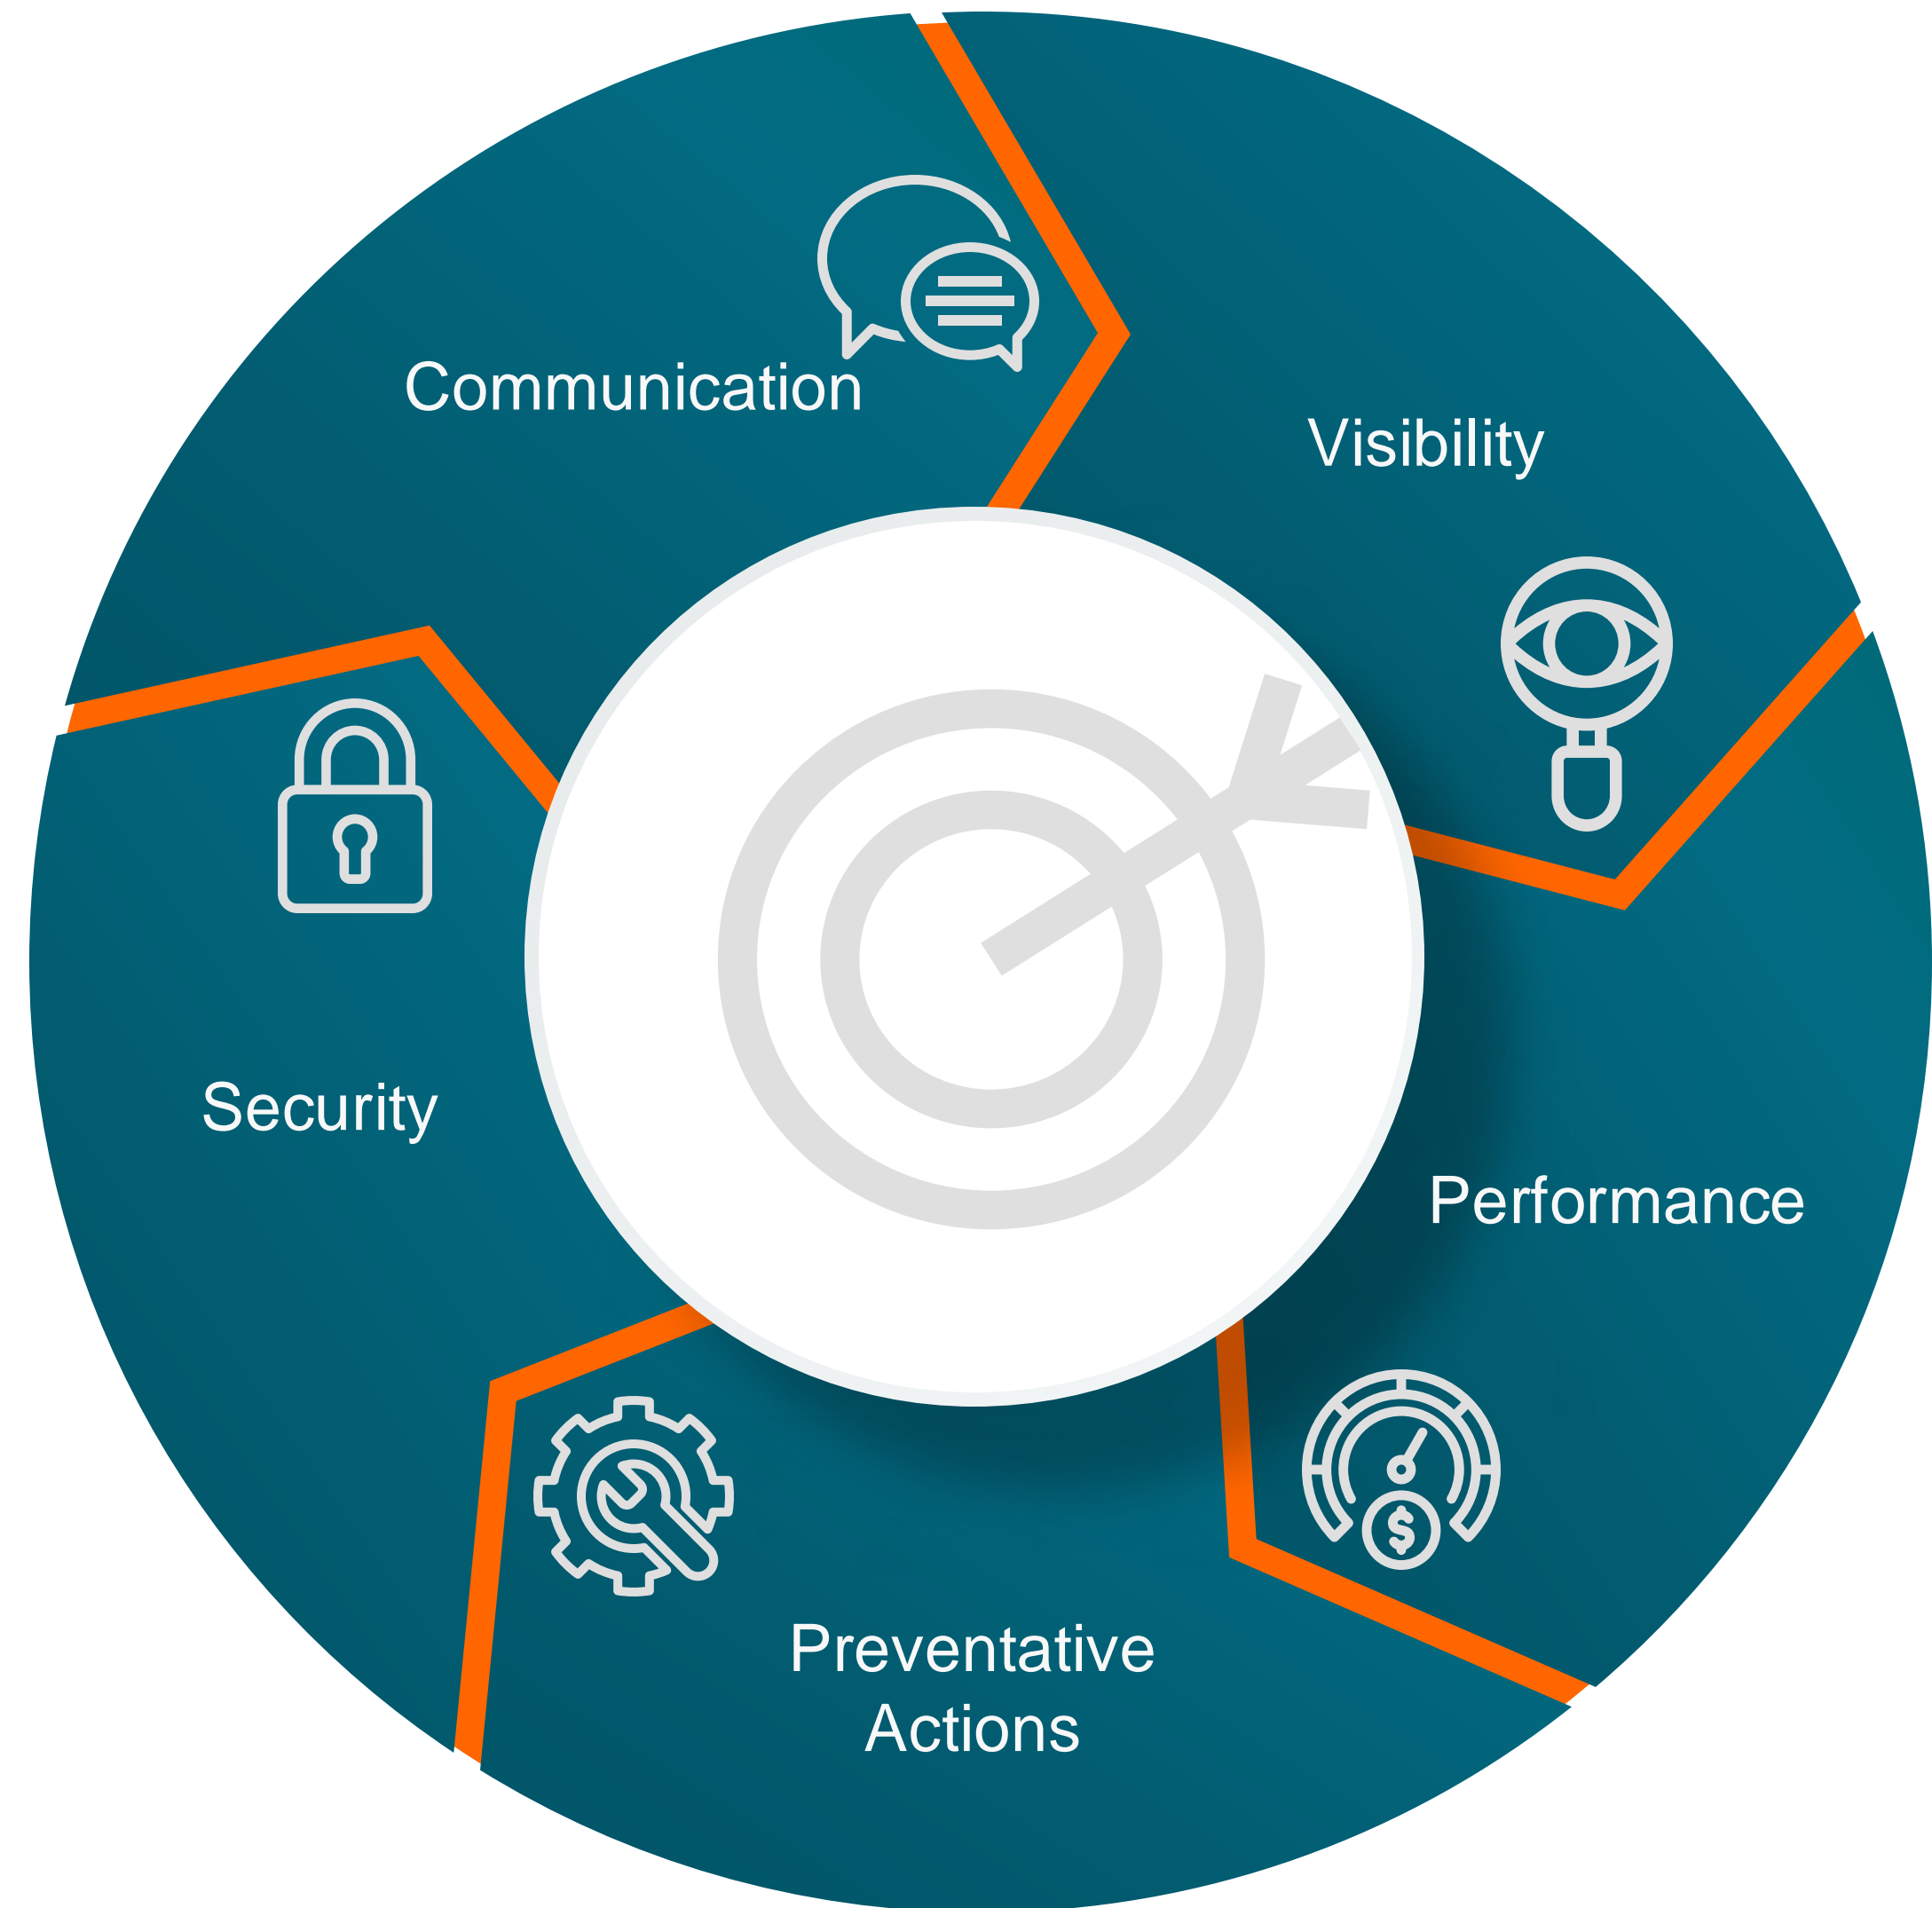 Communication
Visibility
Security
Performance
Preventative
Actions